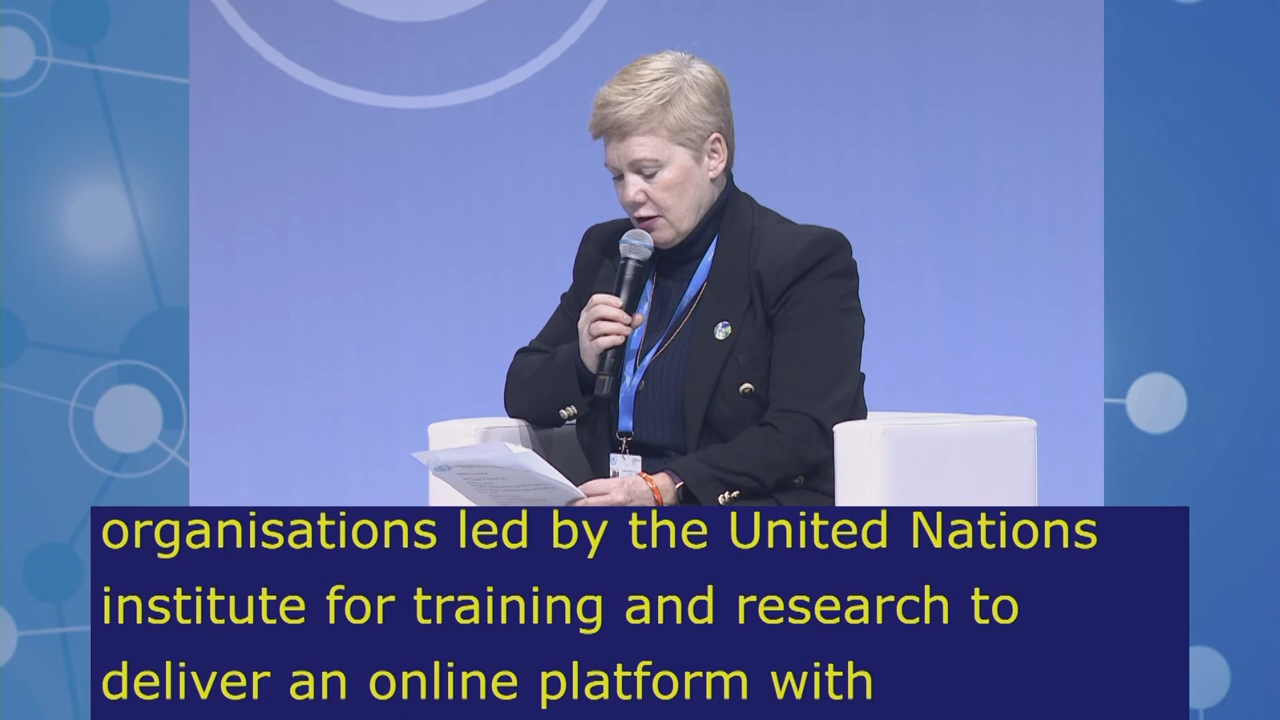 organisations led by the United Nations
institute for training and research to
deliver an online platform with